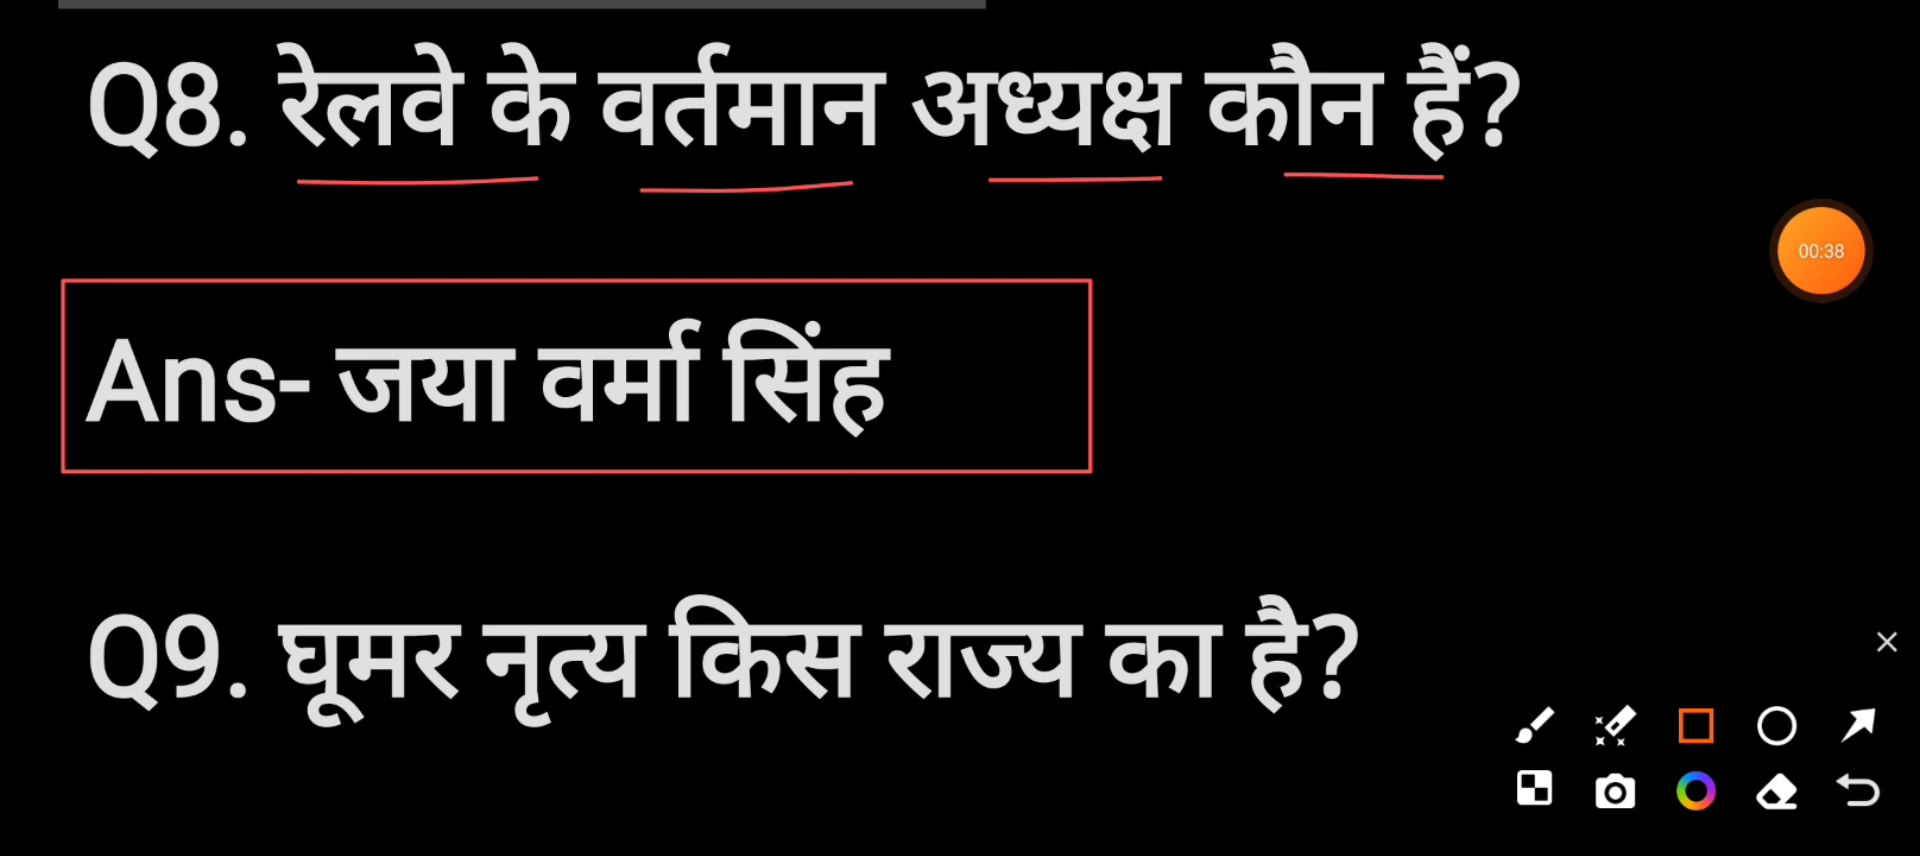 Q8. रेलवे के वर्तमान अध्यक्ष कौन हैं?
00:38
Ans- जया वर्मा सिंह
Q9. घूमर नृत्य किस राज्य का है?